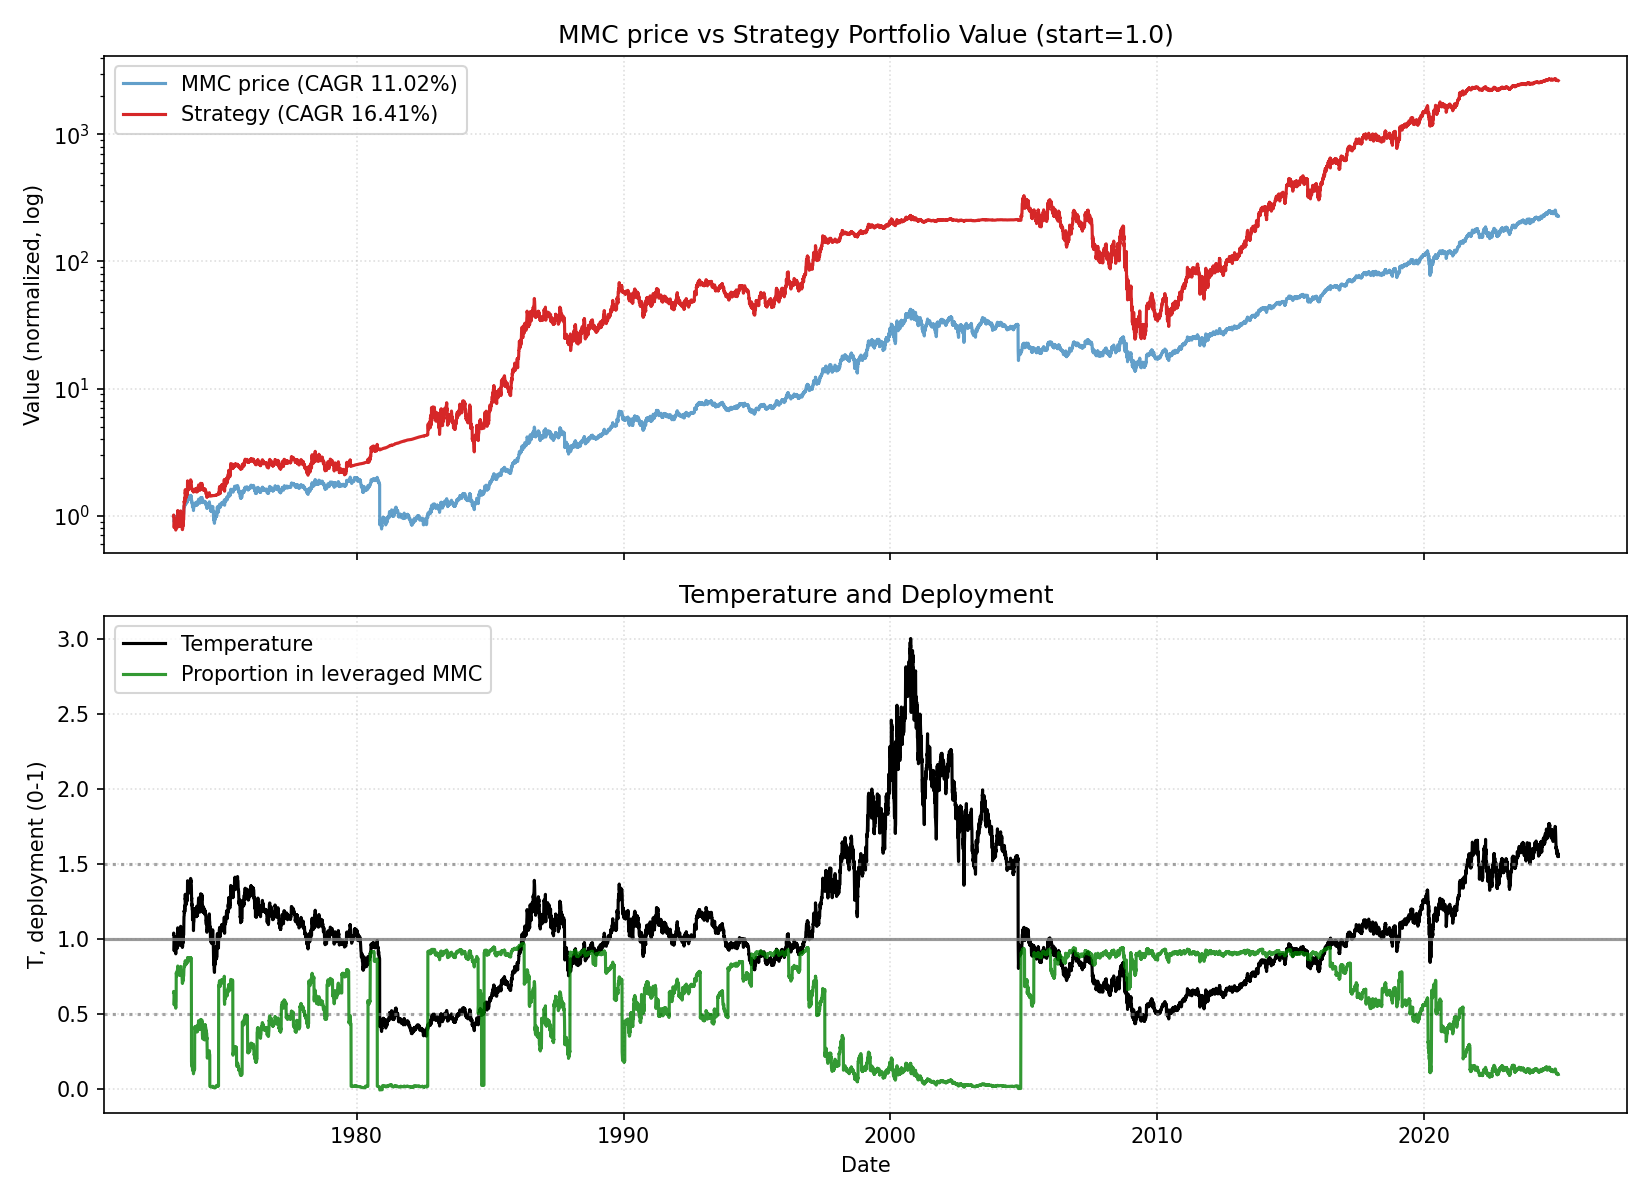 MMC price vs Strategy Portfolio Value (start=1.0)
MMC price (CAGR 11.02%)
Strategy (CAGR 16.41%)
Value (normalized, log)
10³
10²
10¹
10⁰
Temperature and Deployment
Temperature
Proportion in leveraged MMC
T, deployment (0-1)
3.0
2.5
2.0
1.5
1.0
0.5
0.0
1980
1990
2000
2010
2020
Date